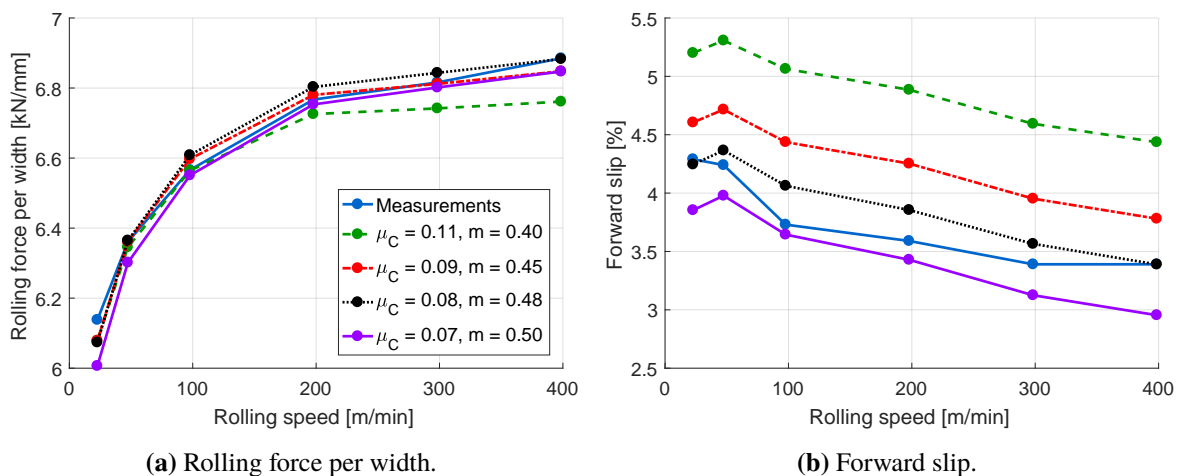 7
6.8
6.6
6.4
6.2
6
0
100
200
300
400
Rolling force per width [kN/mm]
Rolling speed [m/min]
Measurements
μC = 0.11, m = 0.40
μC = 0.09, m = 0.45
μC = 0.08, m = 0.48
μC = 0.07, m = 0.50
(a) Rolling force per width.
5.5
5
4.5
4
3.5
3
2.5
0
100
200
300
400
Forward slip [%]
Rolling speed [m/min]
(b) Forward slip.